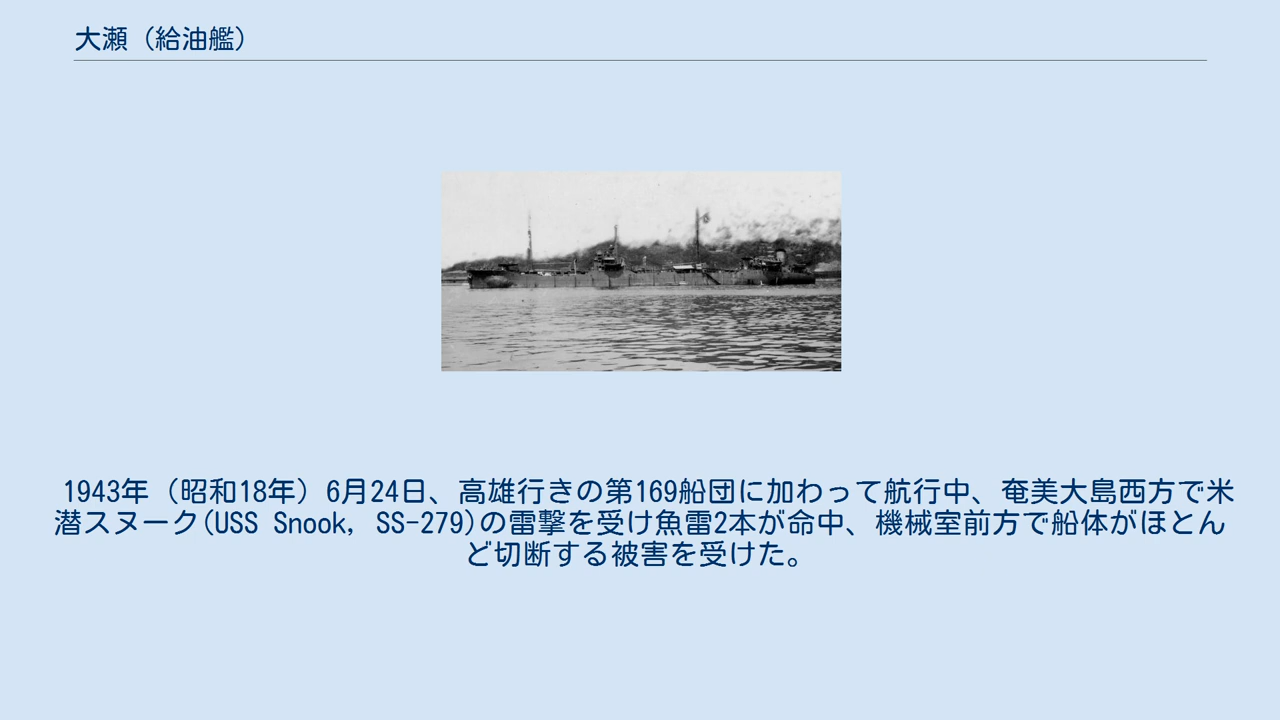 大瀬（給油艦）
1943年（昭和18年）6月24日、高雄行きの第169船団に加わって航行中、奄美大島西方で米
潜スヌーク(USS Snook, SS-279)の雷撃を受け魚雷2本が命中、機械室前方で船体がほとん
ど切断する被害を受けた。